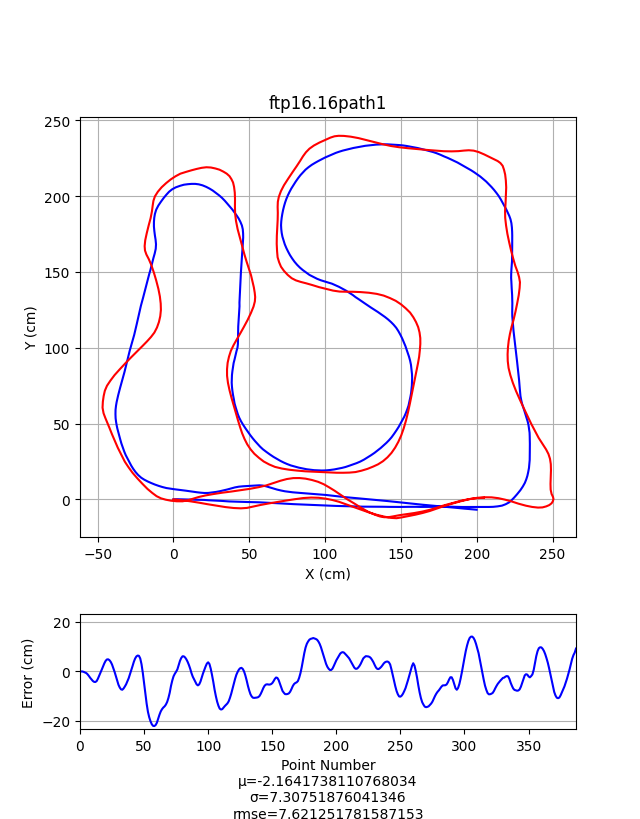 ftp16.16path1
250
200
150
100
50
0
Y (cm)
−50 0 50 100 150 200 250
X (cm)
20
0
−20
Error (cm)
0 50 100 150 200 250 300 350
Point Number
μ=-2.1641738110768034
σ=7.30751876041346
rmse=7.621251781587153